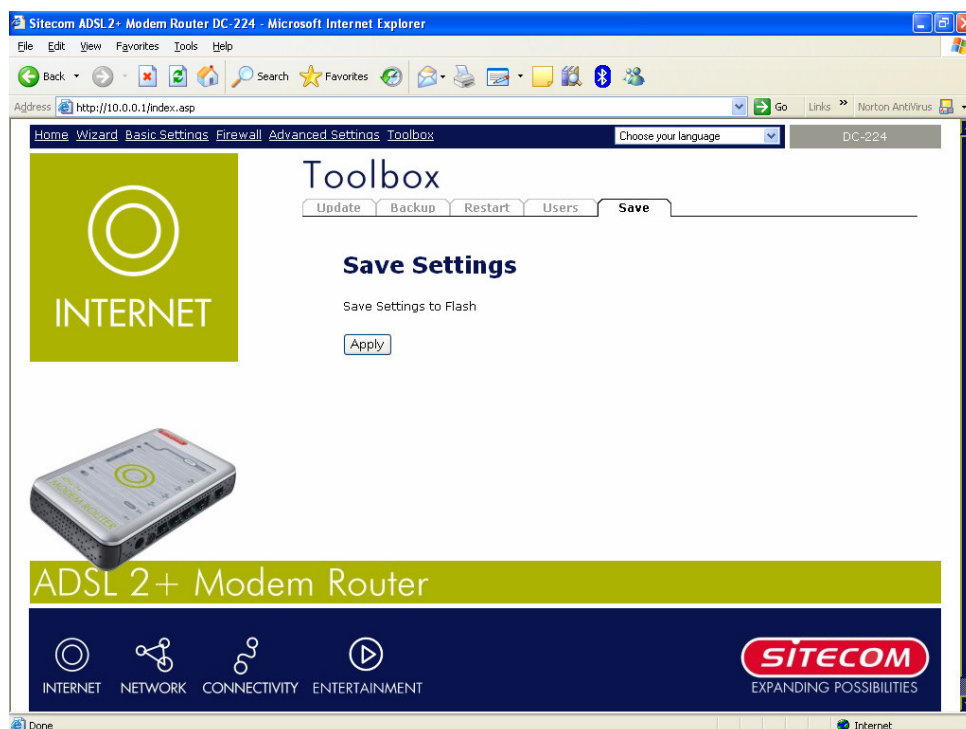 Sitecom ADSL2+ Modem Router DC-224 - Microsoft Internet Explorer
File Edit View Favorites Tools Help
Back Search Favorites
Address http://10.0.0.1/index.asp Go Links » Norton AntiVirus
Home Wizard Basic Settings Firewall Advanced Settings Toolbox Choose your language DC-224
Toolbox
Update Backup Restart Users Save
INTERNET
Save Settings
Save Settings to Flash
Apply
MODEM ROUTER
ADSL 2+ Modem Router
INTERNET NETWORK CONNECTIVITY ENTERTAINMENT
SITECOM
EXPANDING POSSIBILITIES
Done Internet